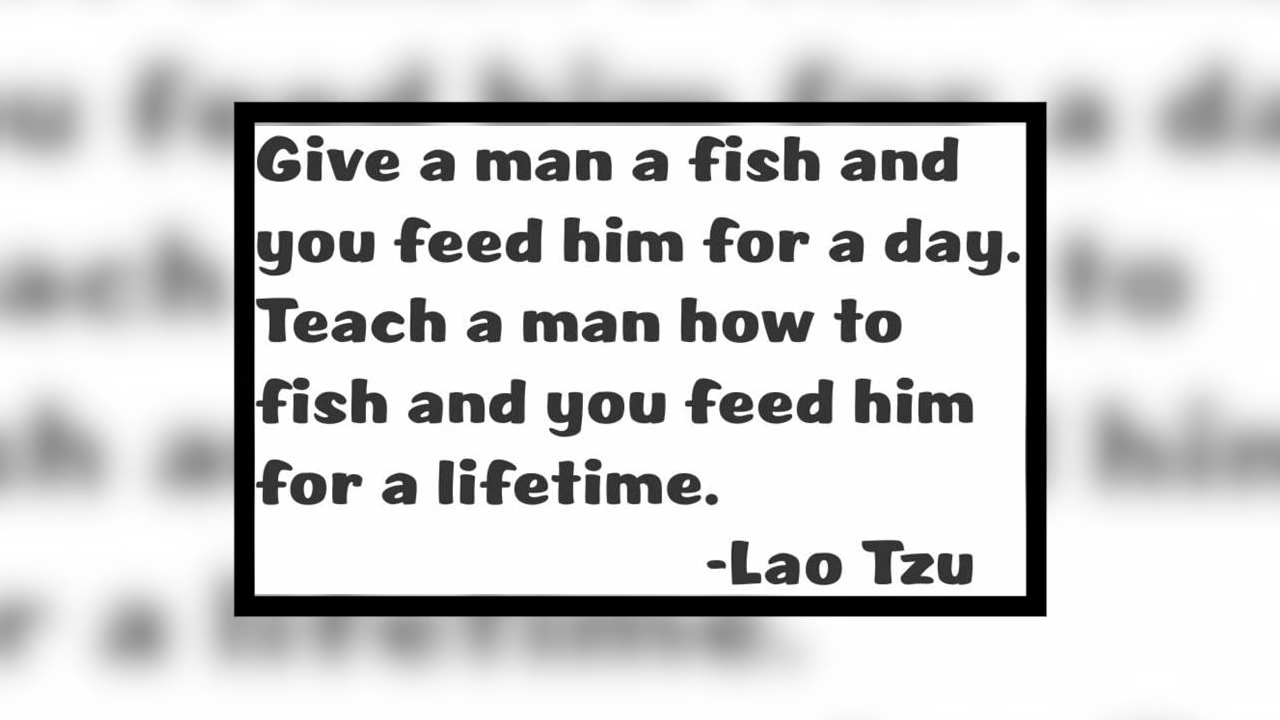 Give a man a fish and
you feed him for a day.
Teach a man how to
fish and you feed him
for a lifetime.
-Lao Tzu